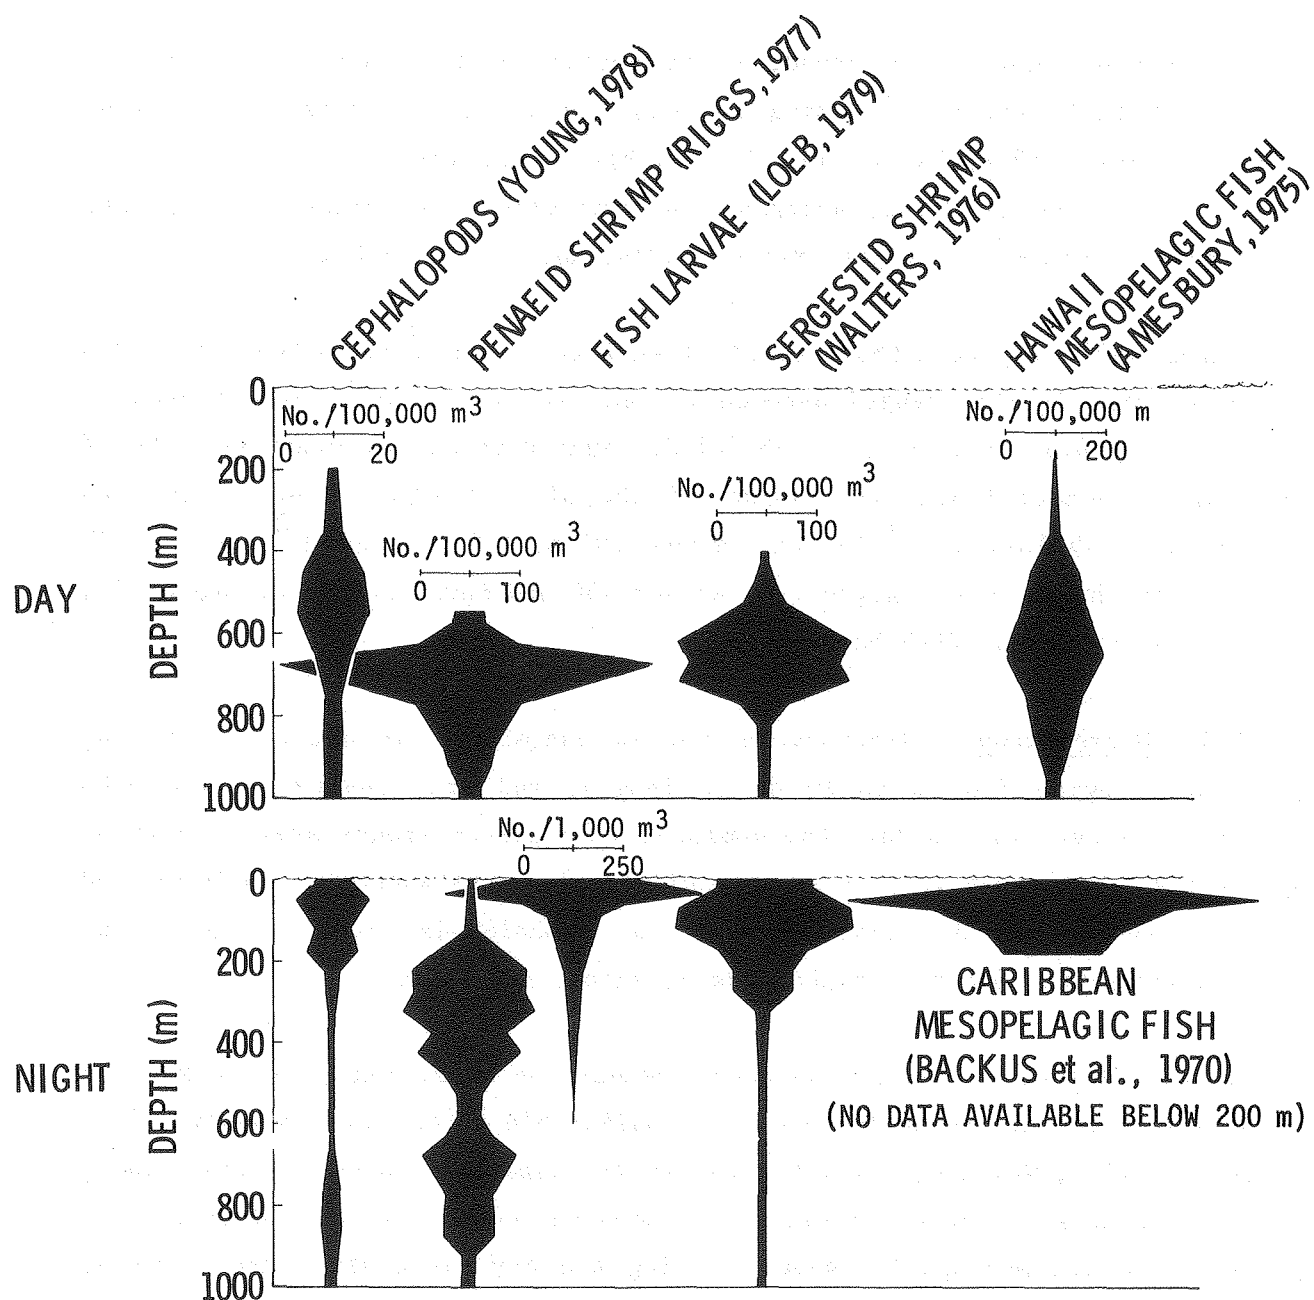 CEPHALOPODS (YOUNG, 1978)
PENAEID SHRIMP (RIGGS, 1977)
FISH LARVAE (LOEB, 1979)
SERGESTID SHRIMP
(WALTERS, 1976)
HAWAII
MESOPELAGIC FISH
(AMESBURY, 1975)
DAY
DEPTH (m)
0
200
400
600
800
1000
No./100,000 m³
0 20
No./100,000 m³
0 100
No./100,000 m³
0 100
No./100,000 m
0 200
NIGHT
DEPTH (m)
0
200
400
600
800
1000
No./1,000 m³
0 250
CARIBBEAN
MESOPELAGIC FISH
(BACKUS et al., 1970)
(NO DATA AVAILABLE BELOW 200 m)